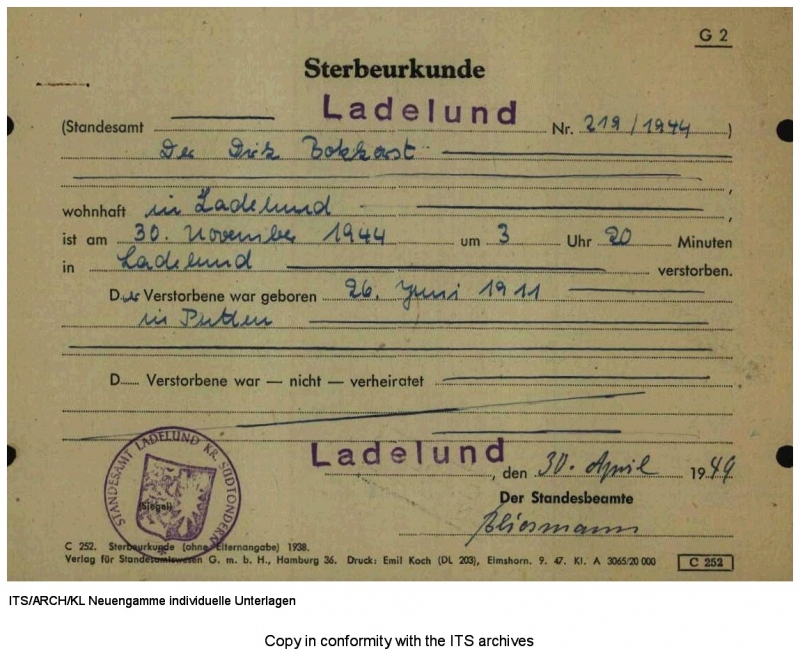 G 2
Sterbeurkunde
Ladelund
(Standesamt Nr. 219/1944)
Der Dirk Bokkorst
wohnhaft in Ladelund,
ist am 30. November 1944 um 3 Uhr 20 Minuten
in Ladelund verstorben.
Der Verstorbene war geboren 26. Juni 1911
in Putten
D..... Verstorbene war — nicht — verheiratet
Ladelund, den 30. April 1949
Der Standesbeamte
STANDESAMT LADELUND KR. SÜDTONDERN
(Siegel)
C 252. Sterbeurkunde (ohne Elternangabe) 1938.
Verlag für Standesamtswesen G. m. b. H., Hamburg 36. Druck: Emil Koch (DL 203), Elmshorn. 9. 47. Kl. A 3065/20 000
C 252
ITS/ARCH/KL Neuengamme individuelle Unterlagen
Copy in conformity with the ITS archives